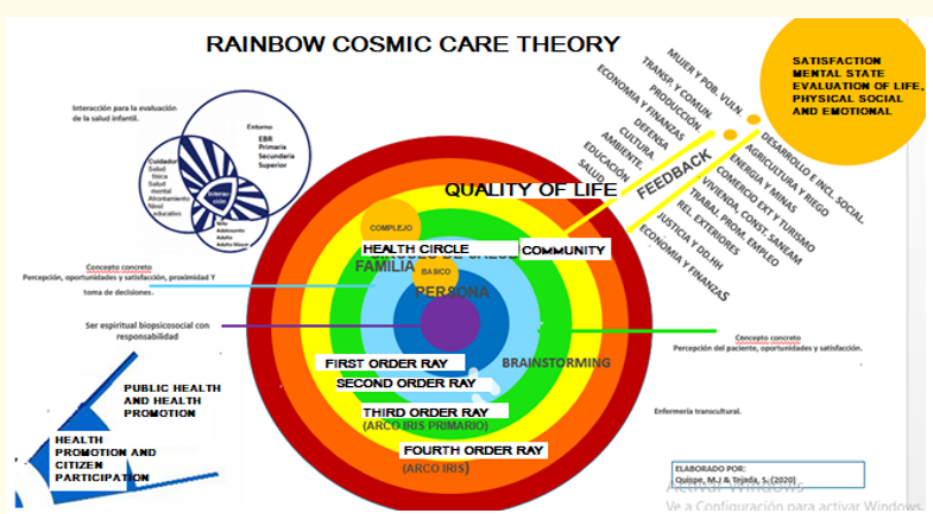 RAINBOW COSMIC CARE THEORY
SATISFACTION
MENTAL STATE
EVALUATION OF LIFE,
PHYSICAL SOCIAL
AND EMOTIONAL
MUJER Y POB. VULN.
TRANSP. Y COMUN.
PRODUCCIÓN.
ECONOMIA Y FINANZAS
DEFENSA
CULTURA.
AMBIENTE.
EDUCACIÓN
SALUD
FEEDBACK
DESARROLLO E INCL. SOCIAL.
AGRICULTURA Y RIEGO
ENERGIA Y MINAS
COMERCIO EXT Y TURISMO
VIVIENDA, CONST. SANEAM
TRABAJ. PROM. EMPLEO
REL. EXTERIORES
JUSTICIA Y DD.HH
ECONOMIA Y FINANZAS
Interacción para la evaluación
de la salud infantil.
Entorno
EBR
Primaria
Secundaria
Superior
Cuidador
Salud
física
Salud
mental
Afrontamiento
Nivel
educativo
Interac-
ción
Adolescente
Adulto
Adulto Mayor
QUALITY OF LIFE
COMPLEJO
HEALTH CIRCLE
COMMUNITY
FAMILIA
BASICO
PERSONA
Concepto concreto
Percepción, oportunidades y satisfacción, proximidad Y
toma de decisiones.
Ser espiritual biopsicosocial con
responsabilidad
FIRST ORDER RAY
BRAINSTORMING
SECOND ORDER RAY
THIRD ORDER RAY
(ARCO IRIS PRIMARIO)
FOURTH ORDER RAY
(ARCO IRIS)
Concepto concreto
Percepción del paciente, oportunidades y satisfacción.
Enfermería transcultural.
PUBLIC HEALTH
AND HEALTH
PROMOTION
HEALTH
PROMOTION AND
CITIZEN
PARTICIPATION
ELABORADO POR:
Quispe, M.J & Tejada, S. (2020)
Activar Windows
Ve a Configuración para activar Windows.